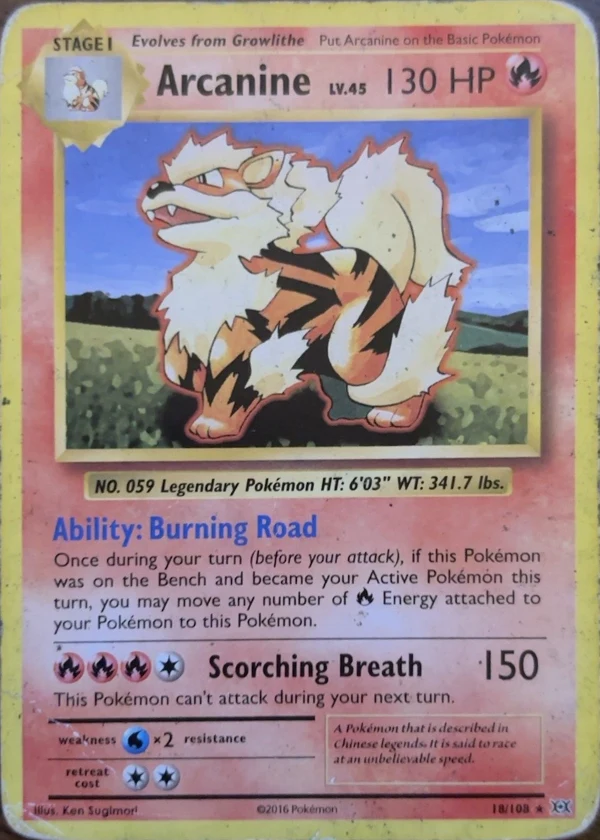 STAGE 1 Evolves from Growlithe Put Arcanine on the Basic Pokémon
Arcanine LV.45 130 HP
NO. 059 Legendary Pokémon HT: 6'03" WT: 341.7 lbs.
Ability: Burning Road
Once during your turn (before your attack), if this Pokémon
was on the Bench and became your Active Pokémon this
turn, you may move any number of Energy attached to
your Pokémon to this Pokémon.
Scorching Breath 150
This Pokémon can't attack during your next turn.
weakness ×2 resistance
retreat
cost
A Pokémon that is described in
Chinese legends. It is said to race
at an unbelievable speed.
Illus. Ken Sugimori ©2016 Pokémon 18/108 ★